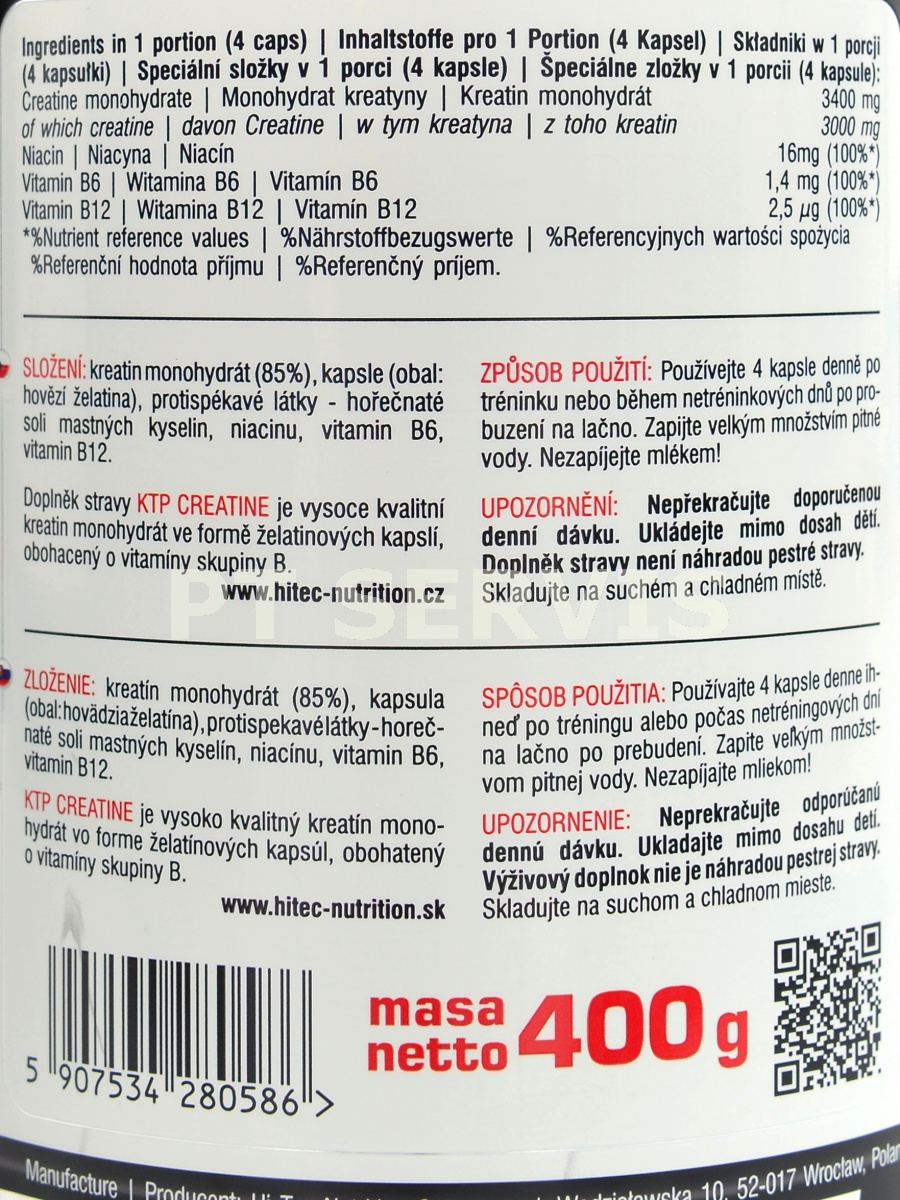 Ingredients in 1 portion (4 caps) | Inhaltstoffe pro 1 Portion (4 Kapsel) | Składniki w 1 porcji
(4 kapsułki) | Speciální složky v 1 porci (4 kapsle) | Špeciálne zložky v 1 porcii (4 kapsule):
Creatine monohydrate | Monohydrat kreatyny | Kreatin monohydrát 3400 mg
of which creatine | davon Creatine | w tym kreatyna | z toho kreatin 3000 mg
Niacin | Niacyna | Niacín 16mg (100%*)
Vitamin B6 | Witamina B6 | Vitamín B6 1,4 mg (100%*)
Vitamin B12 | Witamina B12 | Vitamín B12 2,5 µg (100%*)
*%Nutrient reference values | %Nährstoffbezugswerte | %Referencyjnych wartości spożycia
%Referenční hodnota příjmu | %Referenčný príjem.
SLOŽENÍ: kreatin monohydrát (85%), kapsle (obal:
hovězí želatina), protispékavé látky - hořečnaté
soli mastných kyselin, niacinu, vitamin B6,
vitamin B12.
Doplněk stravy KTP CREATINE je vysoce kvalitní
kreatin monohydrát ve formě želatinových kapslí,
obohacený o vitamíny skupiny B.
www.hitec-nutrition.cz
ZPŮSOB POUŽITÍ: Používejte 4 kapsle denně po
tréninku nebo během netréninkových dnů po pro-
buzení na lačno. Zapijte velkým množstvím pitné
vody. Nezapíjejte mlékem!
UPOZORNĚNÍ: Nepřekračujte doporučenou
denní dávku. Ukládejte mimo dosah dětí.
Doplněk stravy není náhradou pestré stravy.
Skladujte na suchém a chladném místě.
PT SERVIS
ZLOŽENIE: kreatín monohydrát (85%), kapsula
(obal: hovädzia želatína), protispekavé látky - horeč-
naté soli mastných kyselín, niacínu, vitamin B6,
vitamin B12.
KTP CREATINE je vysoko kvalitný kreatín mono-
hydrát vo forme želatínových kapsúl, obohatený
o vitamíny skupiny B.
www.hitec-nutrition.sk
SPÔSOB POUŽITIA: Používajte 4 kapsle denne ih-
neď po tréningu alebo počas netréningových dní
na lačno po prebudení. Zapite veľkým množst-
vom pitnej vody. Nezapíjajte mliekom!
UPOZORNENIE: Neprekračujte odporúčanú
dennú dávku. Ukladajte mimo dosahu detí.
Výživový doplnok nie je náhradou pestrej stravy.
Skladujte na suchom a chladnom mieste.
masa
netto 400 g
5 907534 280586 >
Manufacture | Producent: 10, 52-017 Wrocław,